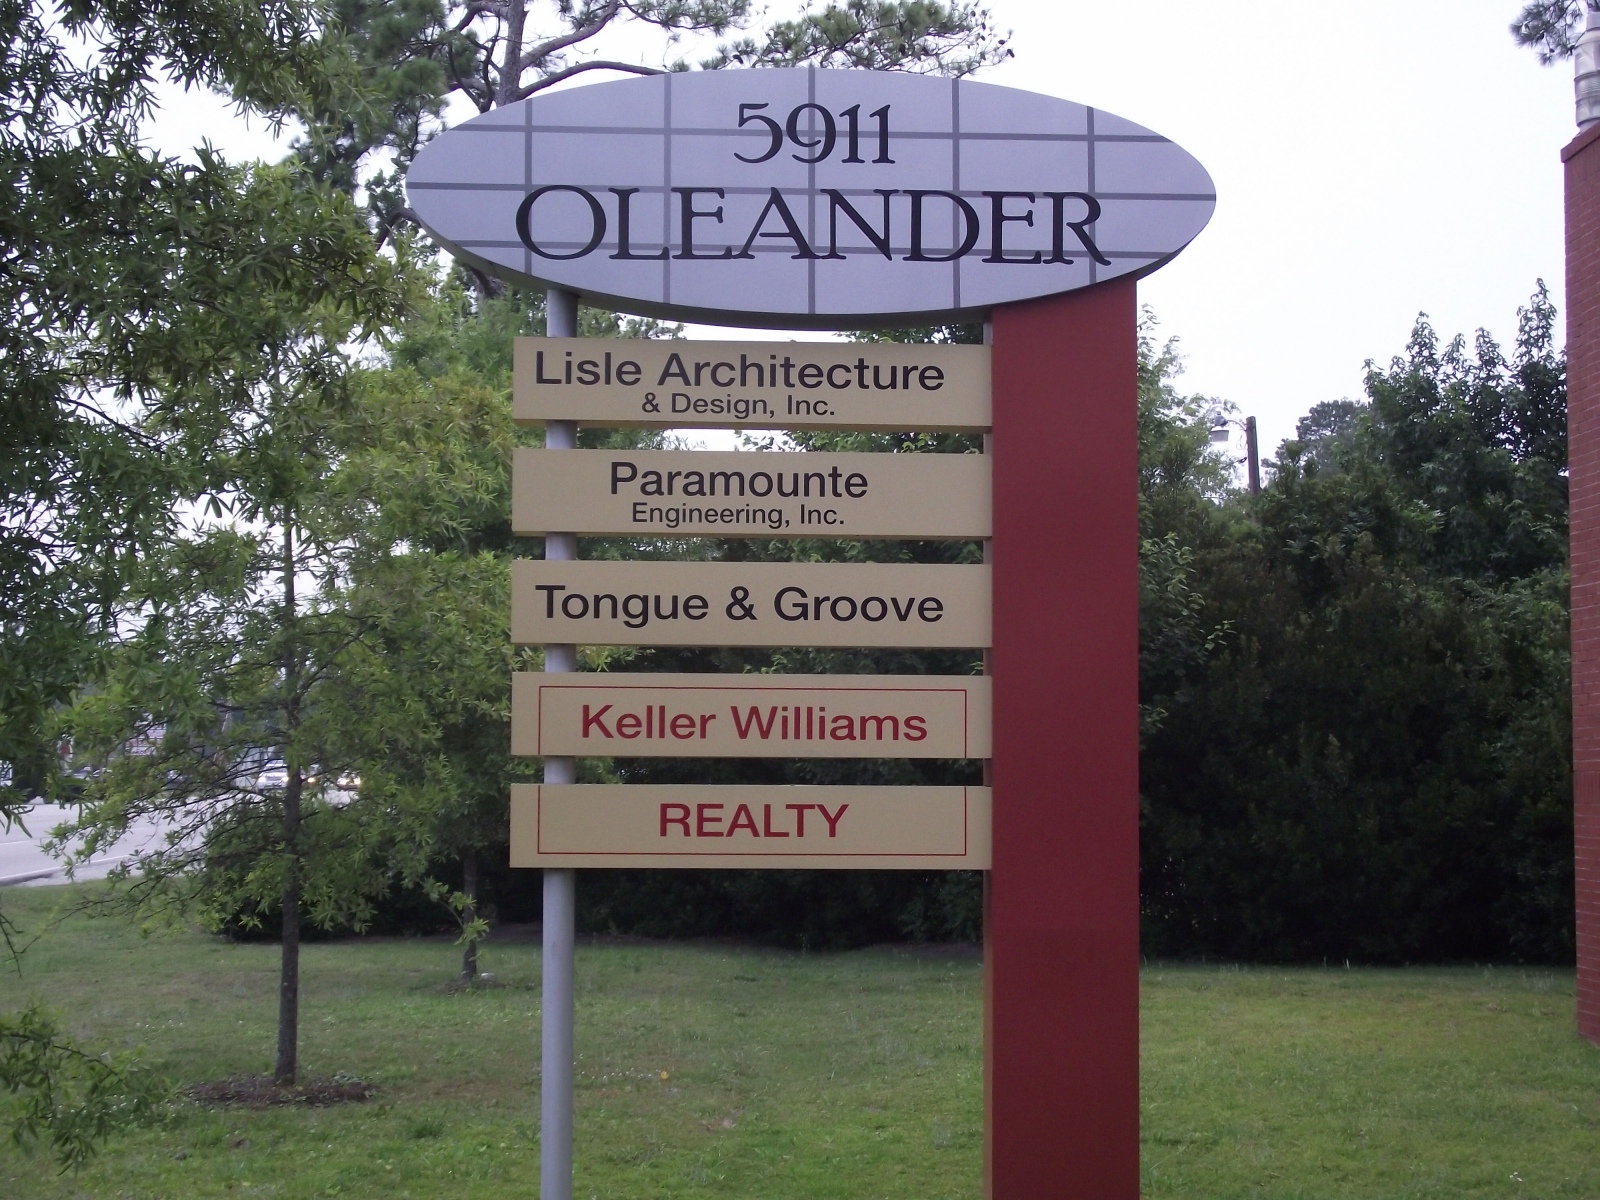 5911
OLEANDER
Lisle Architecture
& Design, Inc.
Paramounte
Engineering, Inc.
Tongue & Groove
Keller Williams
REALTY